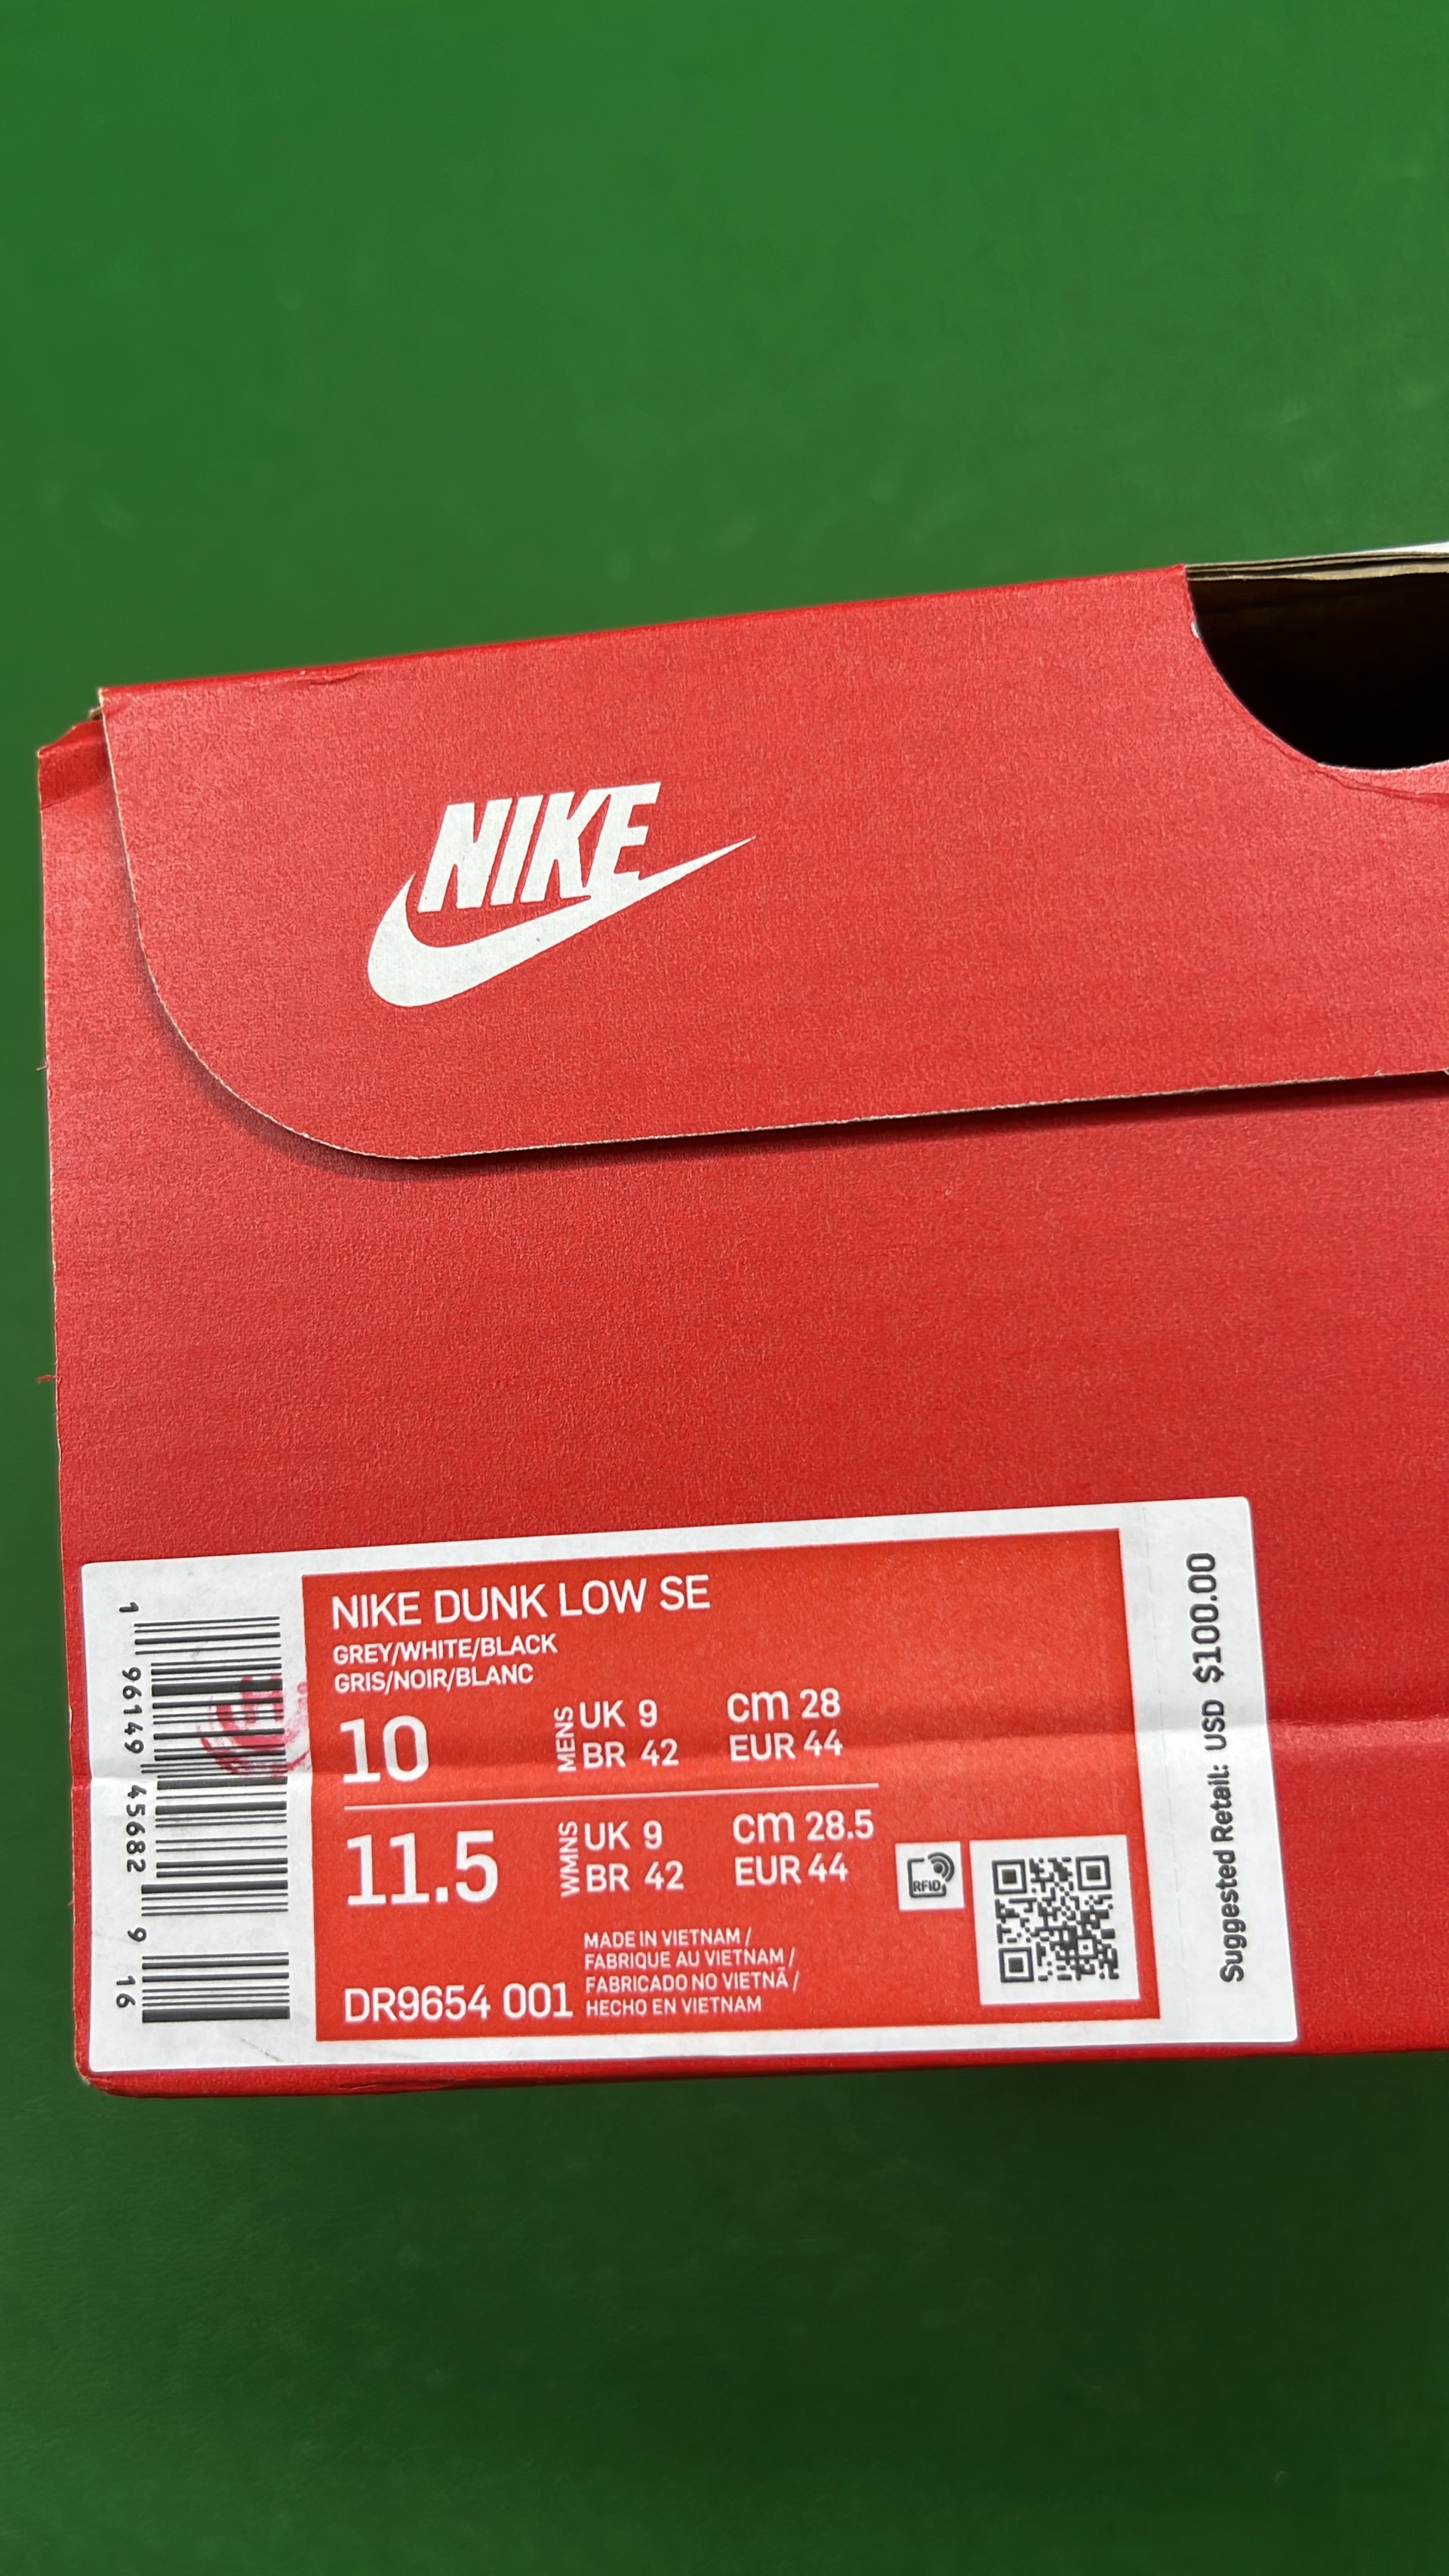 NIKE
NIKE DUNK LOW SE
GREY/WHITE/BLACK
GRIS/NOIR/BLANC
10 MENS UK 9 cm 28
BR 42 EUR 44
11.5 WMNS UK 9 cm 28.5
BR 42 EUR 44
MADE IN VIETNAM /
FABRIQUE AU VIETNAM /
FABRICADO NO VIETNÃ /
DR9654 001 HECHO EN VIETNAM
RFID
1 96149 45682 9 16
Suggested Retail: USD $100.00